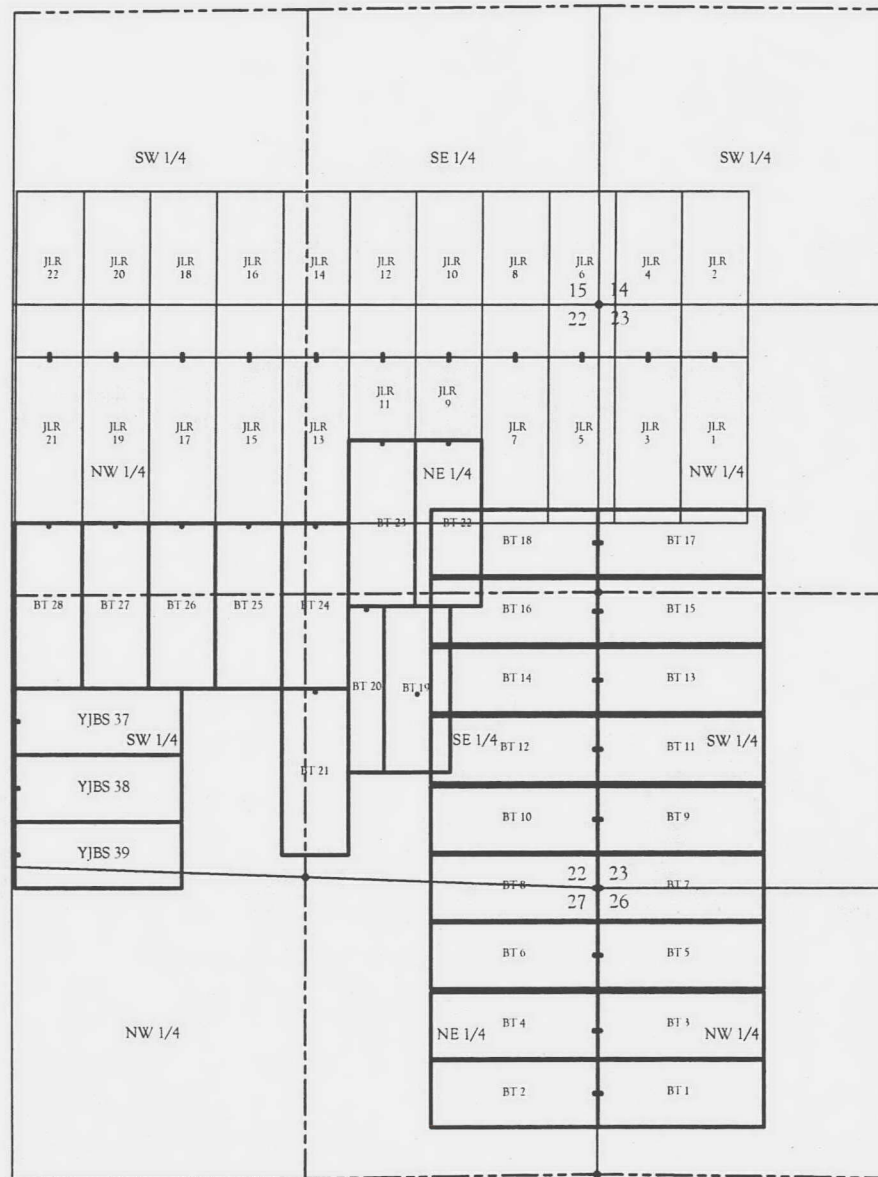 SW 1/4 SE 1/4 SW 1/4
JLR JLR JLR JLR JLR JLR JLR JLR JLR JLR JLR
22 20 18 16 14 12 10 8 6 4 2
15 14
22 23
JLR JLR
11 9
JLR JLR JLR JLR JLR JLR JLR JLR JLR
21 19 17 15 13 7 5 3 1
NW 1/4 NE 1/4 NW 1/4
BT 23 BT 22
BT 18 BT 17
BT 28 BT 27 BT 26 BT 25 BT 24 BT 16 BT 15
BT 20 BT 19 BT 14 BT 13
YJBS 37
SW 1/4 SE 1/4 BT 12 BT 11 SW 1/4
BT 21
YJBS 38
BT 10 BT 9
YJBS 39
22 23
BT 8 BT 7
27 26
BT 6 BT 5
NW 1/4 NE 1/4 BT 4 BT 3 NW 1/4
BT 2 BT 1